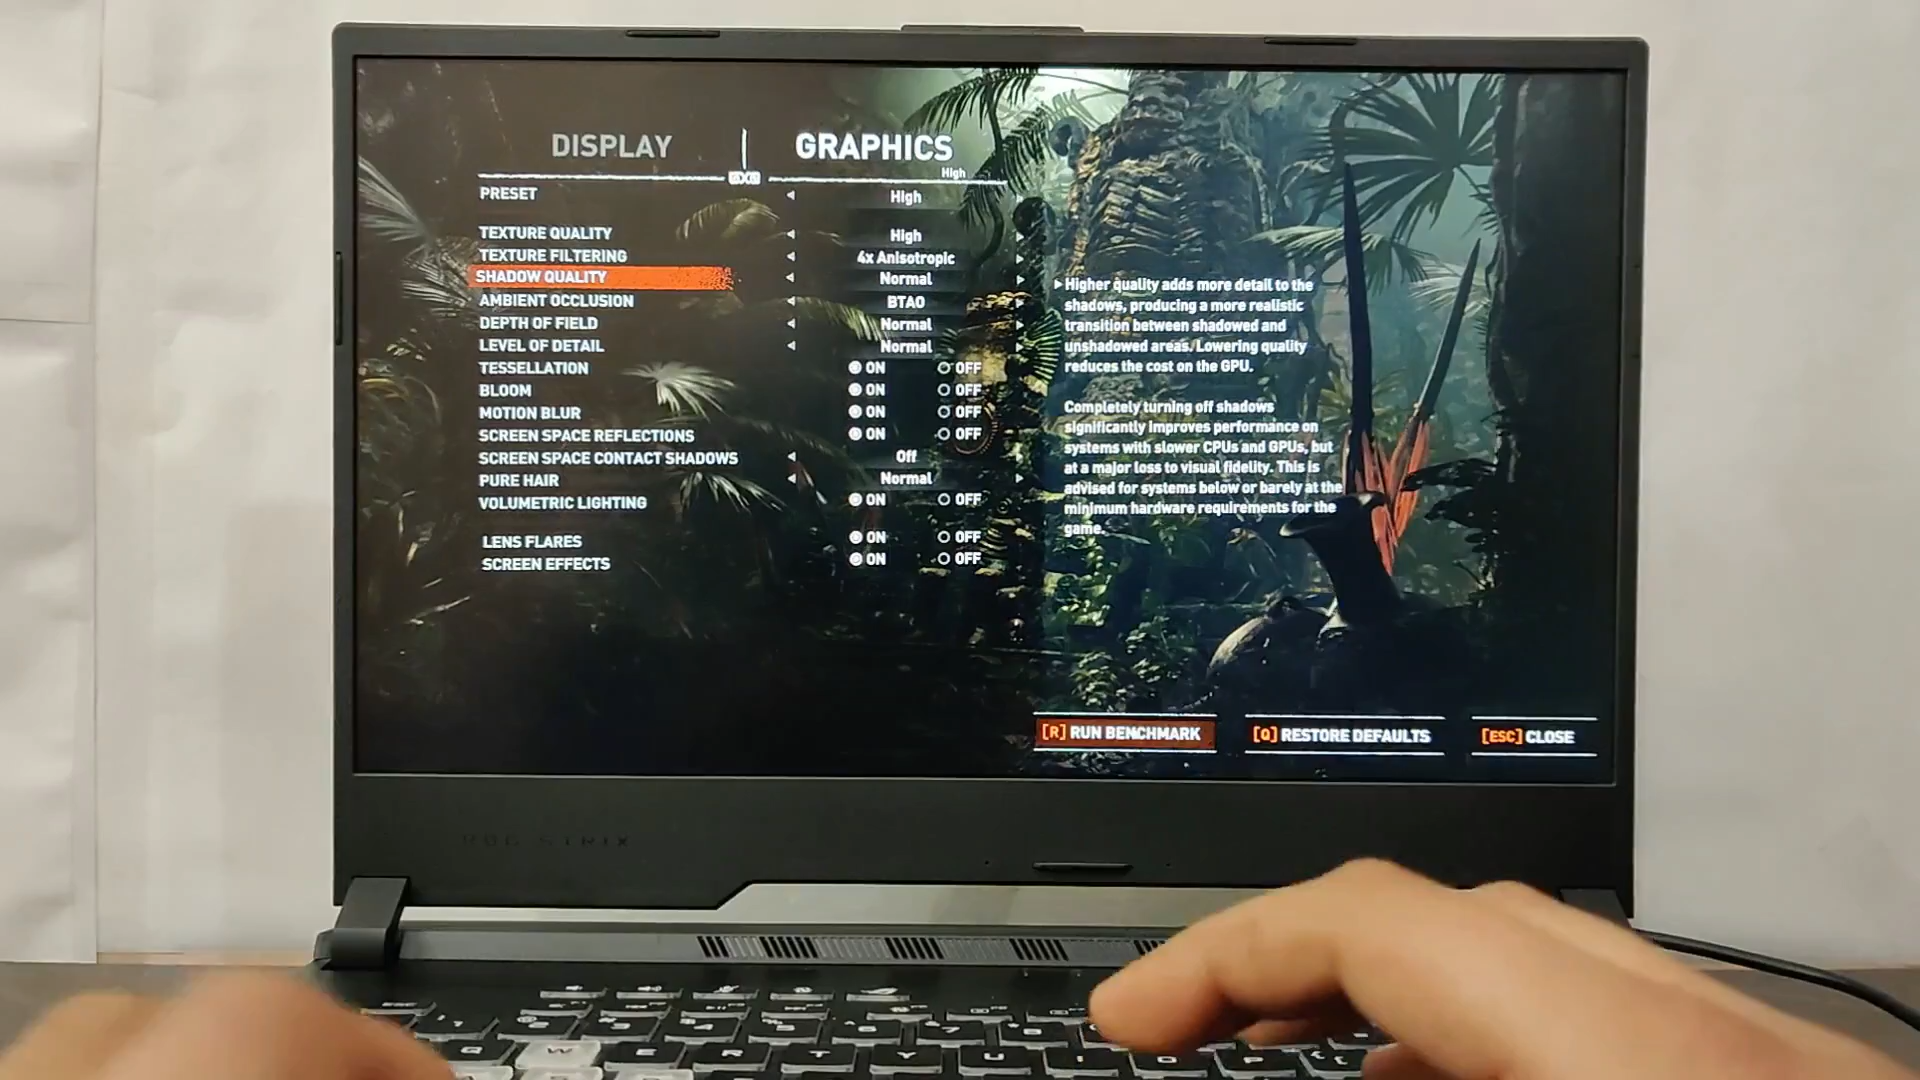 DISPLAY
GRAPHICS
High
PRESET
High
TEXTURE QUALITY
High
TEXTURE FILTERING
4x Anisotropic
SHADOW QUALITY
Normal
AMBIENT OCCLUSION
BTAO
DEPTH OF FIELD
Normal
LEVEL OF DETAIL
Normal
TESSELLATION
ON OFF
BLOOM
ON OFF
MOTION BLUR
ON OFF
SCREEN SPACE REFLECTIONS
ON OFF
SCREEN SPACE CONTACT SHADOWS
Off
PURE HAIR
Normal
VOLUMETRIC LIGHTING
ON OFF
LENS FLARES
ON OFF
SCREEN EFFECTS
ON OFF
Higher quality adds more detail to the
shadows, producing a more realistic
transition between shadowed and
unshadowed areas. Lowering quality
reduces the cost on the GPU.
Completely turning off shadows
significantly improves performance on
systems with slower CPUs and GPUs, but
at a major loss to visual fidelity. This is
advised for systems below or barely at the
minimum hardware requirements for the
game.
[R] RUN BENCHMARK
[Q] RESTORE DEFAULTS
[ESC] CLOSE
ROG STRIX
Q W E R T Y U I O P